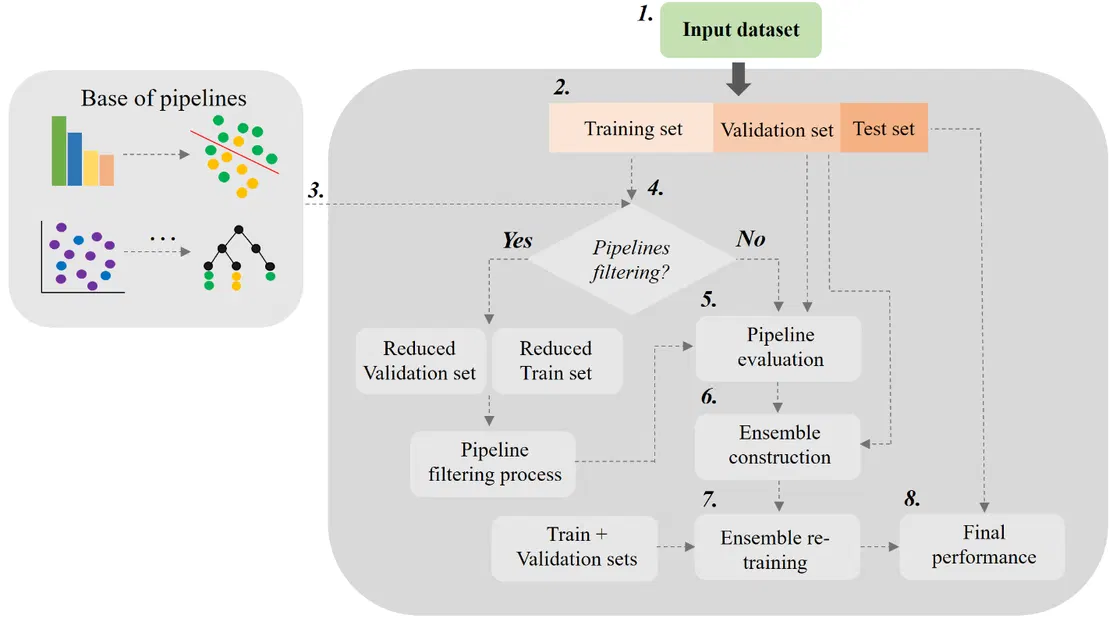 1.
Input dataset
Base of pipelines
2.
Training set
Validation set
Test set
3.
4.
Yes
Pipelines
filtering?
No
5.
Reduced
Validation set
Reduced
Train set
Pipeline
evaluation
6.
Pipeline
filtering process
Ensemble
construction
7.
8.
Train +
Validation sets
Ensemble re-
training
Final
performance
...